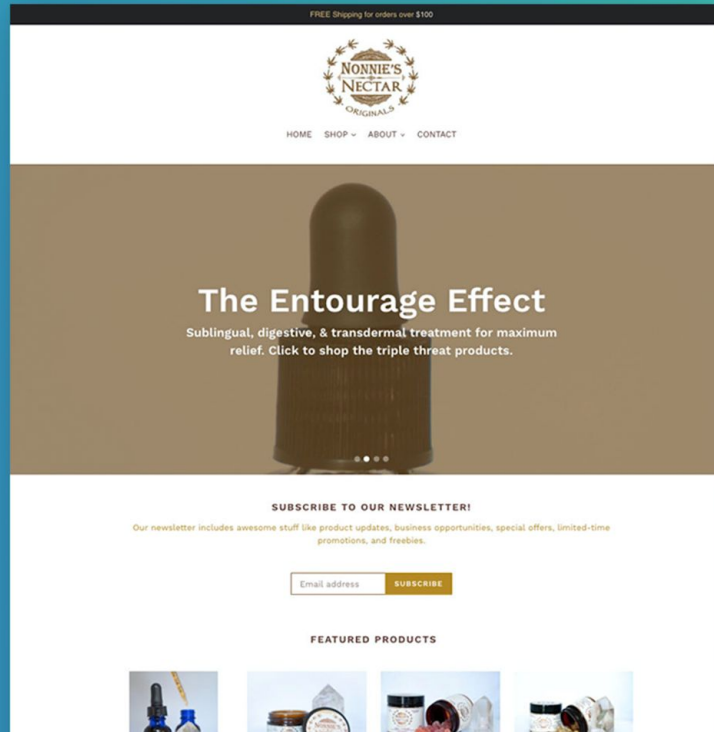 FREE Shipping for orders over $100
NONNIE'S
NECTAR
ORIGINALS
HOME SHOP ABOUT CONTACT
The Entourage Effect
Sublingual, digestive, & transdermal treatment for maximum
relief. Click to shop the triple threat products.
SUBSCRIBE TO OUR NEWSLETTER!
Our newsletter includes awesome stuff like product updates, business opportunities, special offers, limited-time
promotions, and freebies.
Email address SUBSCRIBE
FEATURED PRODUCTS